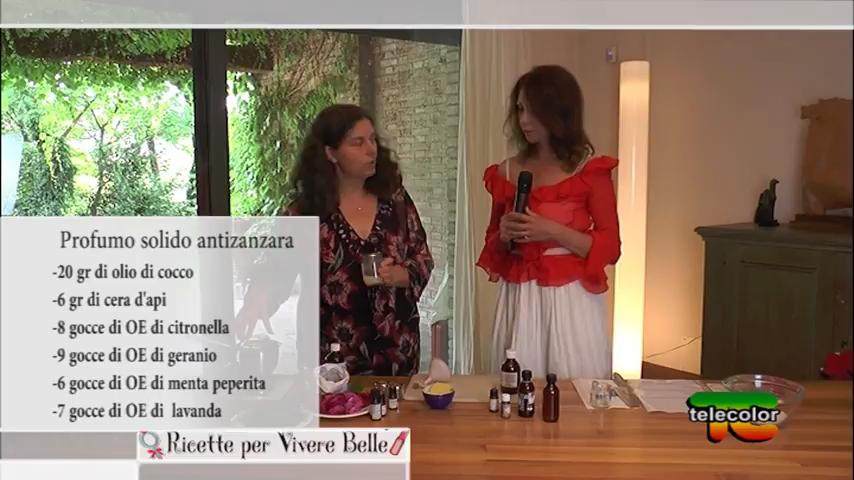 Profumo solido antizanzara
-20 gr di olio di cocco
-6 gr di cera d'api
-8 gocce di OE di citronella
-9 gocce di OE di geranio
-6 gocce di OE di menta peperita
-7 gocce di OE di lavanda
Ricette per Vivere Belle
telecolor
TC